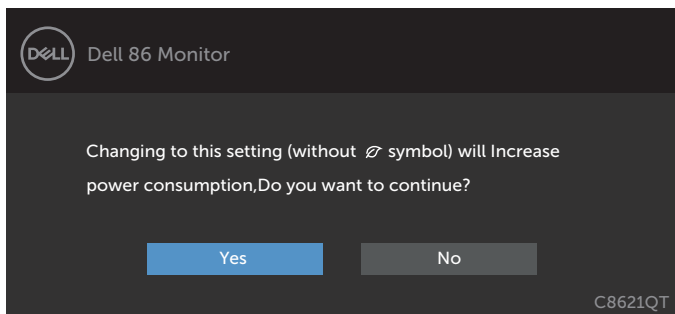 DELL
Dell 86 Monitor
Changing to this setting (without symbol) will Increase
power consumption,Do you want to continue?
Yes
No
C8621QT